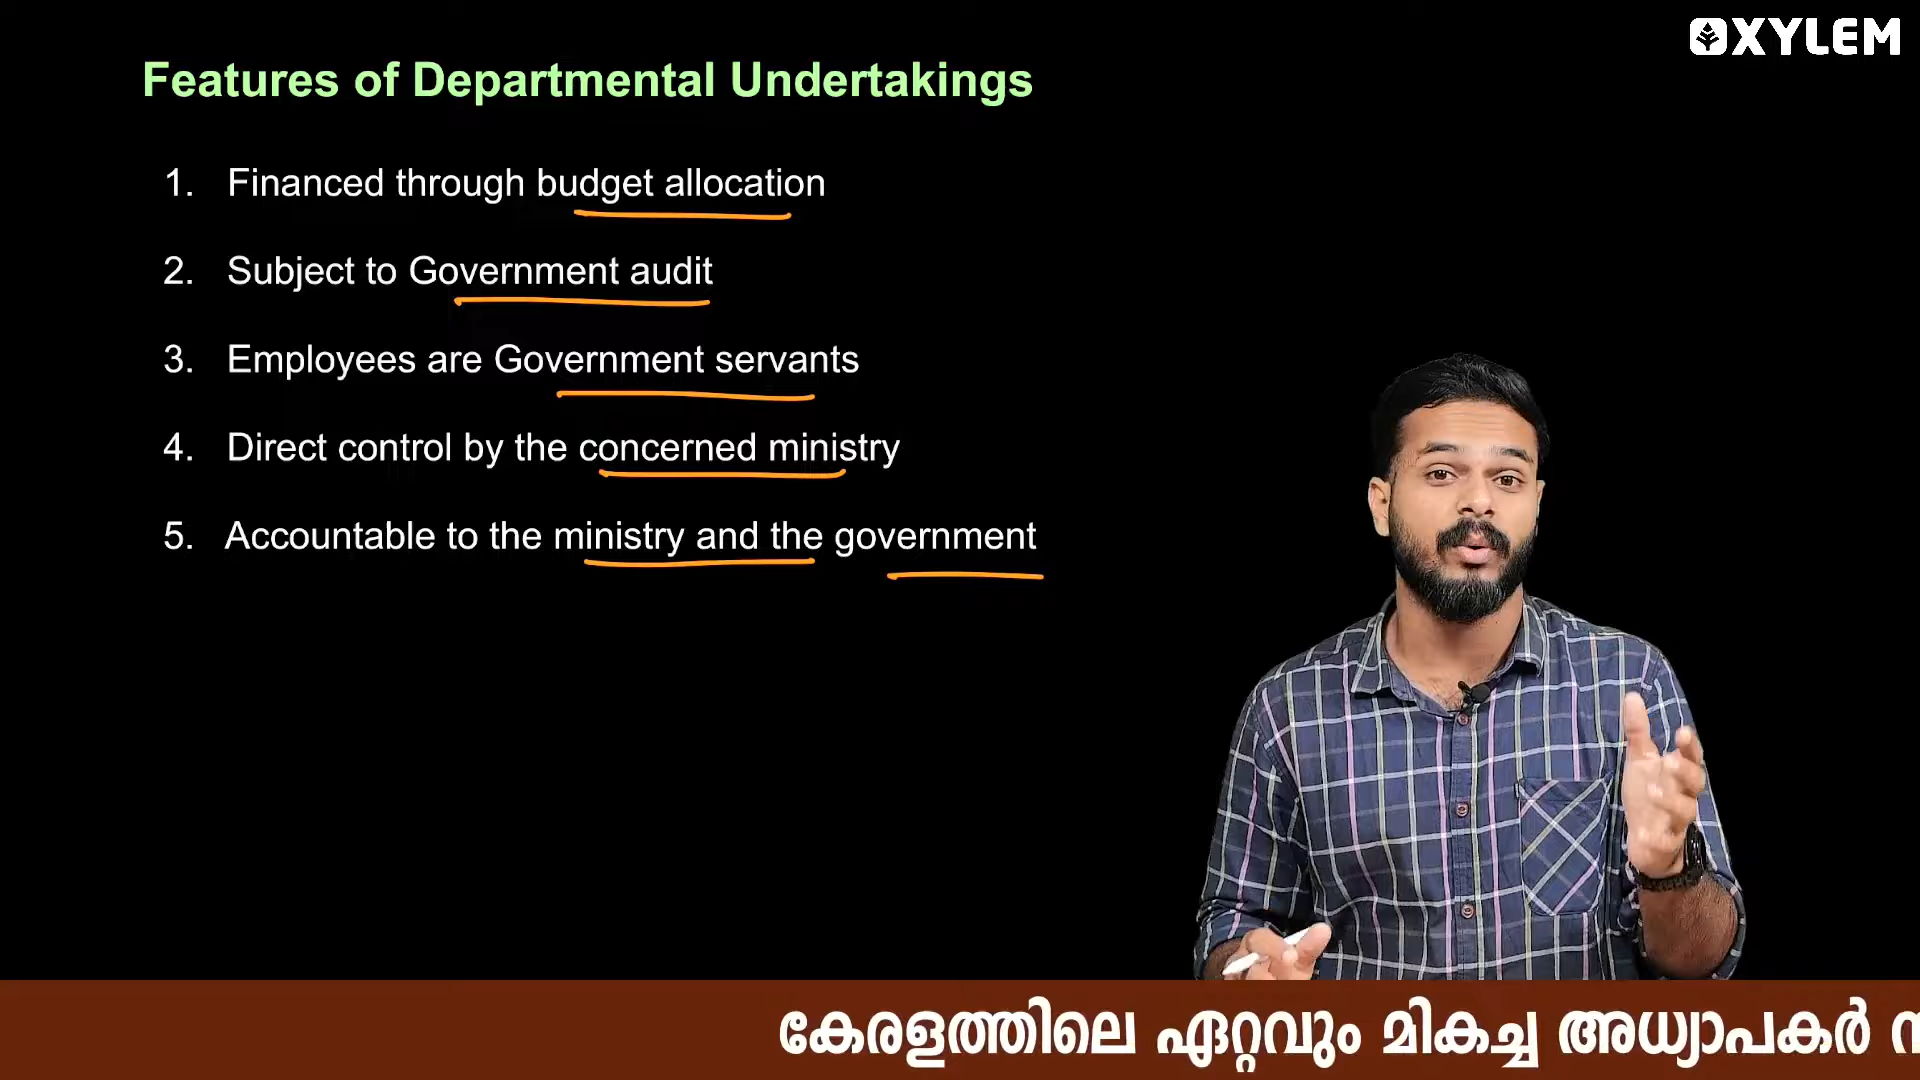 XYLEM
Features of Departmental Undertakings
1. Financed through budget allocation
2. Subject to Government audit
3. Employees are Government servants
4. Direct control by the concerned ministry
5. Accountable to the ministry and the government
കേരളത്തിലെ ഏറ്റവും മികച്ച അധ്യാപകർ